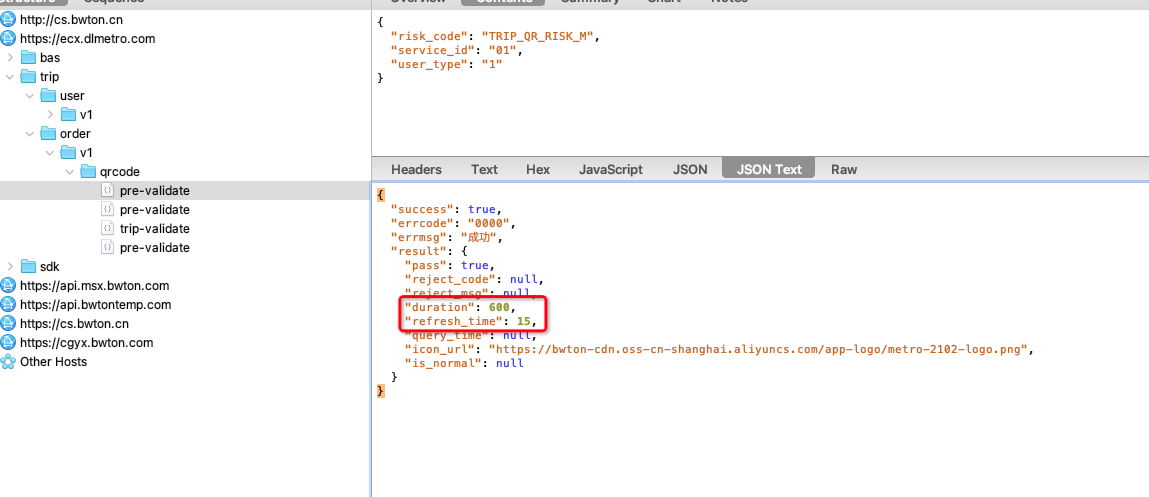 Structure Sequence
http://cs.bwton.cn
https://ecx.dlmetro.com
bas
trip
user
v1
order
v1
qrcode
pre-validate
pre-validate
trip-validate
pre-validate
sdk
https://api.msx.bwton.com
https://api.bwtontemp.com
https://cs.bwton.cn
https://cgyx.bwton.com
Other Hosts
Overview Contents Summary Chart Notes
{
"risk_code": "TRIP_QR_RISK_M",
"service_id": "01",
"user_type": "1"
}
Headers Text Hex JavaScript JSON JSON Text Raw
{
"success": true,
"errcode": "0000",
"errmsg": "成功",
"result": {
"pass": true,
"reject_code": null,
"reject_msg": null,
"duration": 600,
"refresh_time": 15,
"query_time": null,
"icon_url": "https://bwton-cdn.oss-cn-shanghai.aliyuncs.com/app-logo/metro-2102-logo.png",
"is_normal": null
}
}